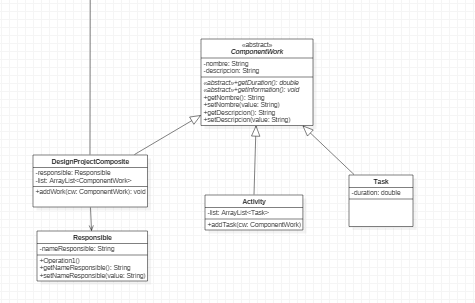 «abstract»
ComponentWork
-nombre: String
-descripcion: String
«abstract»+getDuration(): double
«abstract»+getInformation(): void
+getNombre(): String
+setNombre(value: String)
+getDescripcion(): String
+setDescripcion(value: String)
DesignProjectComposite
-responsible: Responsible
-list: ArrayList<ComponentWork>
+addWork(cw: ComponentWork): void
Activity
-list: ArrayList<Task>
+addTask(cw: ComponentWork)
Task
-duration: double
Responsible
-nameResponsible: String
+Operation1()
+getNameResponsible(): String
+setNameResponsible(value: String)